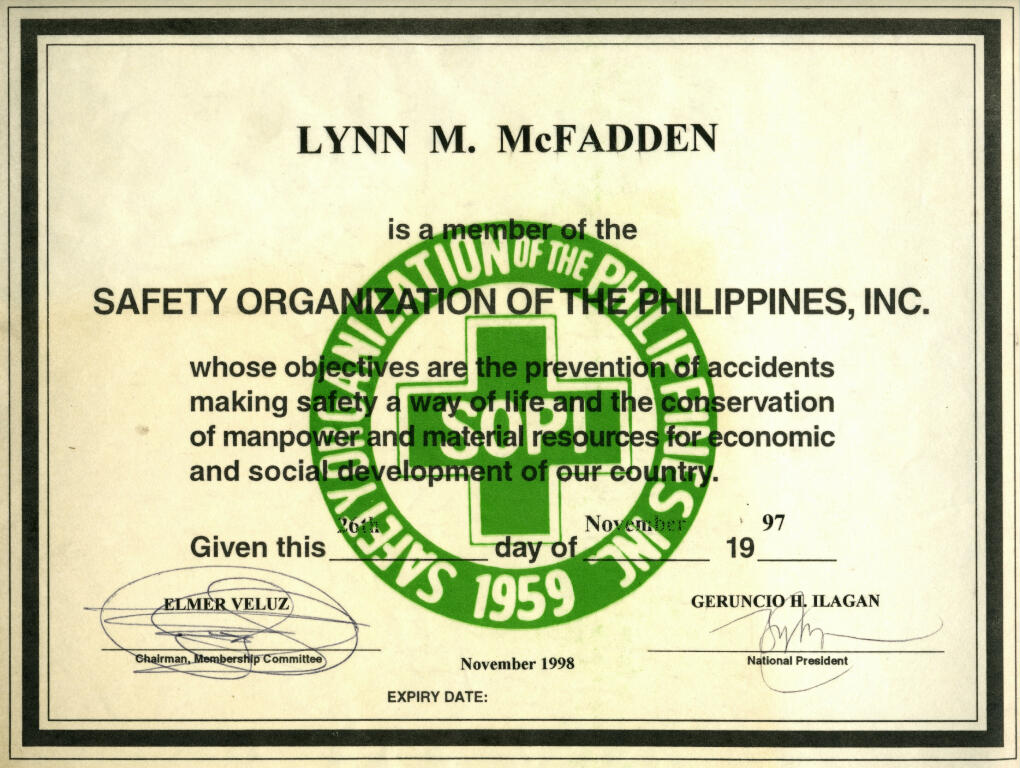 LYNN M. McFADDEN
is a member of the
SAFETY ORGANIZATION OF THE PHILIPPINES, INC.
whose objectives are the prevention of accidents
making safety a way of life and the conservation
of manpower and material resources for economic
and social development of our country.
Given this 26th day of November 1997
ELMER VELUZ
Chairman, Membership Committee
GERUNCIO H. ILAGAN
National President
November 1998
EXPIRY DATE:
SAFETY ORGANIZATION OF THE PHILIPPINES INC.
SOPI
1959